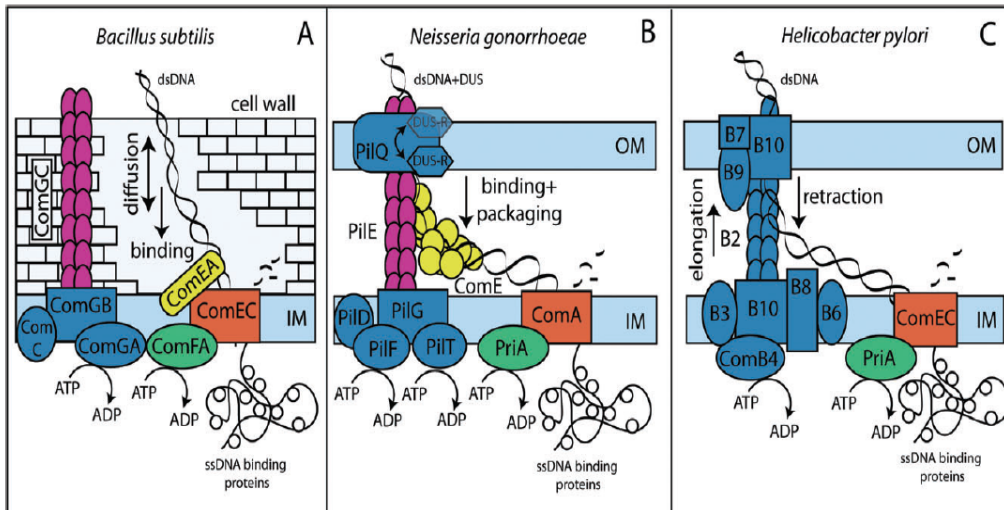 Bacillus subtilis
A
dsDNA
cell wall
ComGC
diffusion
binding
ComEA
ComGB
ComEC
IM
Com
C
ComGA
ComFA
ATP
ATP
ADP
ADP
ssDNA binding
proteins
Neisseria gonorrhoeae
B
dsDNA+DUS
DUS-R
PilQ
DUS-R
OM
binding+
packaging
PilE
ComE
PilG
ComA
PilD
IM
PilF
PilT
PriA
ATP
ATP
ATP
ADP
ADP
ADP
ssDNA binding
proteins
Helicobacter pylori
C
dsDNA
B7
B10
OM
B9
retraction
elongation
B2
B8
B3
B10
B6
ComEC
IM
ComB4
PriA
ATP
ATP
ADP
ADP
ssDNA binding
proteins